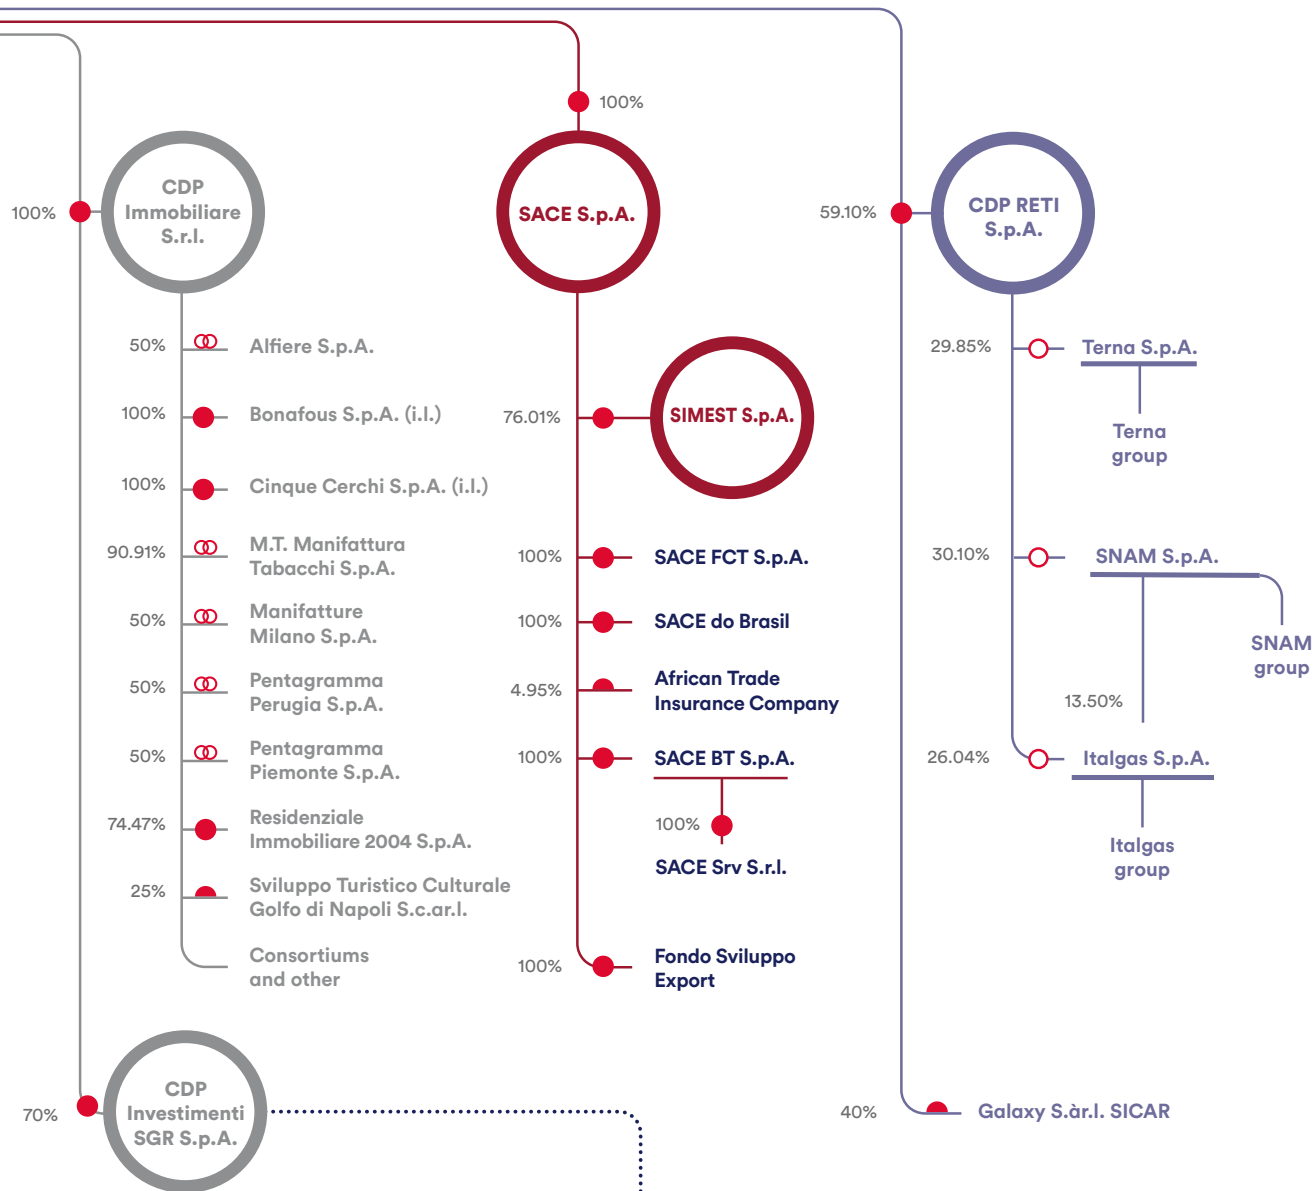 100%
CDP
Immobiliare
S.r.l.
50%
Alfiere S.p.A.
100%
Bonafous S.p.A. (i.l.)
100%
Cinque Cerchi S.p.A. (i.l.)
90.91%
M.T. Manifattura
Tabacchi S.p.A.
50%
Manifatture
Milano S.p.A.
50%
Pentagramma
Perugia S.p.A.
50%
Pentagramma
Piemonte S.p.A.
74.47%
Residenziale
Immobiliare 2004 S.p.A.
25%
Sviluppo Turistico Culturale
Golfo di Napoli S.c.ar.l.
Consortiums
and other
70%
CDP
Investimenti
SGR S.p.A.
100%
SACE S.p.A.
76.01%
SIMEST S.p.A.
100%
SACE FCT S.p.A.
100%
SACE do Brasil
4.95%
African Trade
Insurance Company
100%
SACE BT S.p.A.
100%
SACE Srv S.r.l.
100%
Fondo Sviluppo
Export
59.10%
CDP RETI
S.p.A.
29.85%
Terna S.p.A.
Terna
group
30.10%
SNAM S.p.A.
SNAM
group
13.50%
26.04%
Italgas S.p.A.
Italgas
group
40%
Galaxy S.àr.l. SICAR